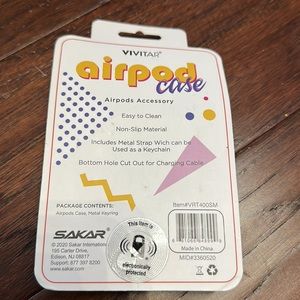 VIVITAR®
airpod
case
Airpods Accessory
Easy to Clean
Non-Slip Material
Includes Metal Strap Wich can be
Used as a Keychain
Bottom Hole Cut Out for Charging Cable
PACKAGE CONTENTS:
Airpods Case, Metal Keyring
SAKAR®
© 2020 Sakar International
195 Carter Drive,
Edison, NJ 08817
Support: 877 397 8200
www.sakar.com
This item is
electronically
protected
Item#VRT400SM
Made in China
MID#3360520